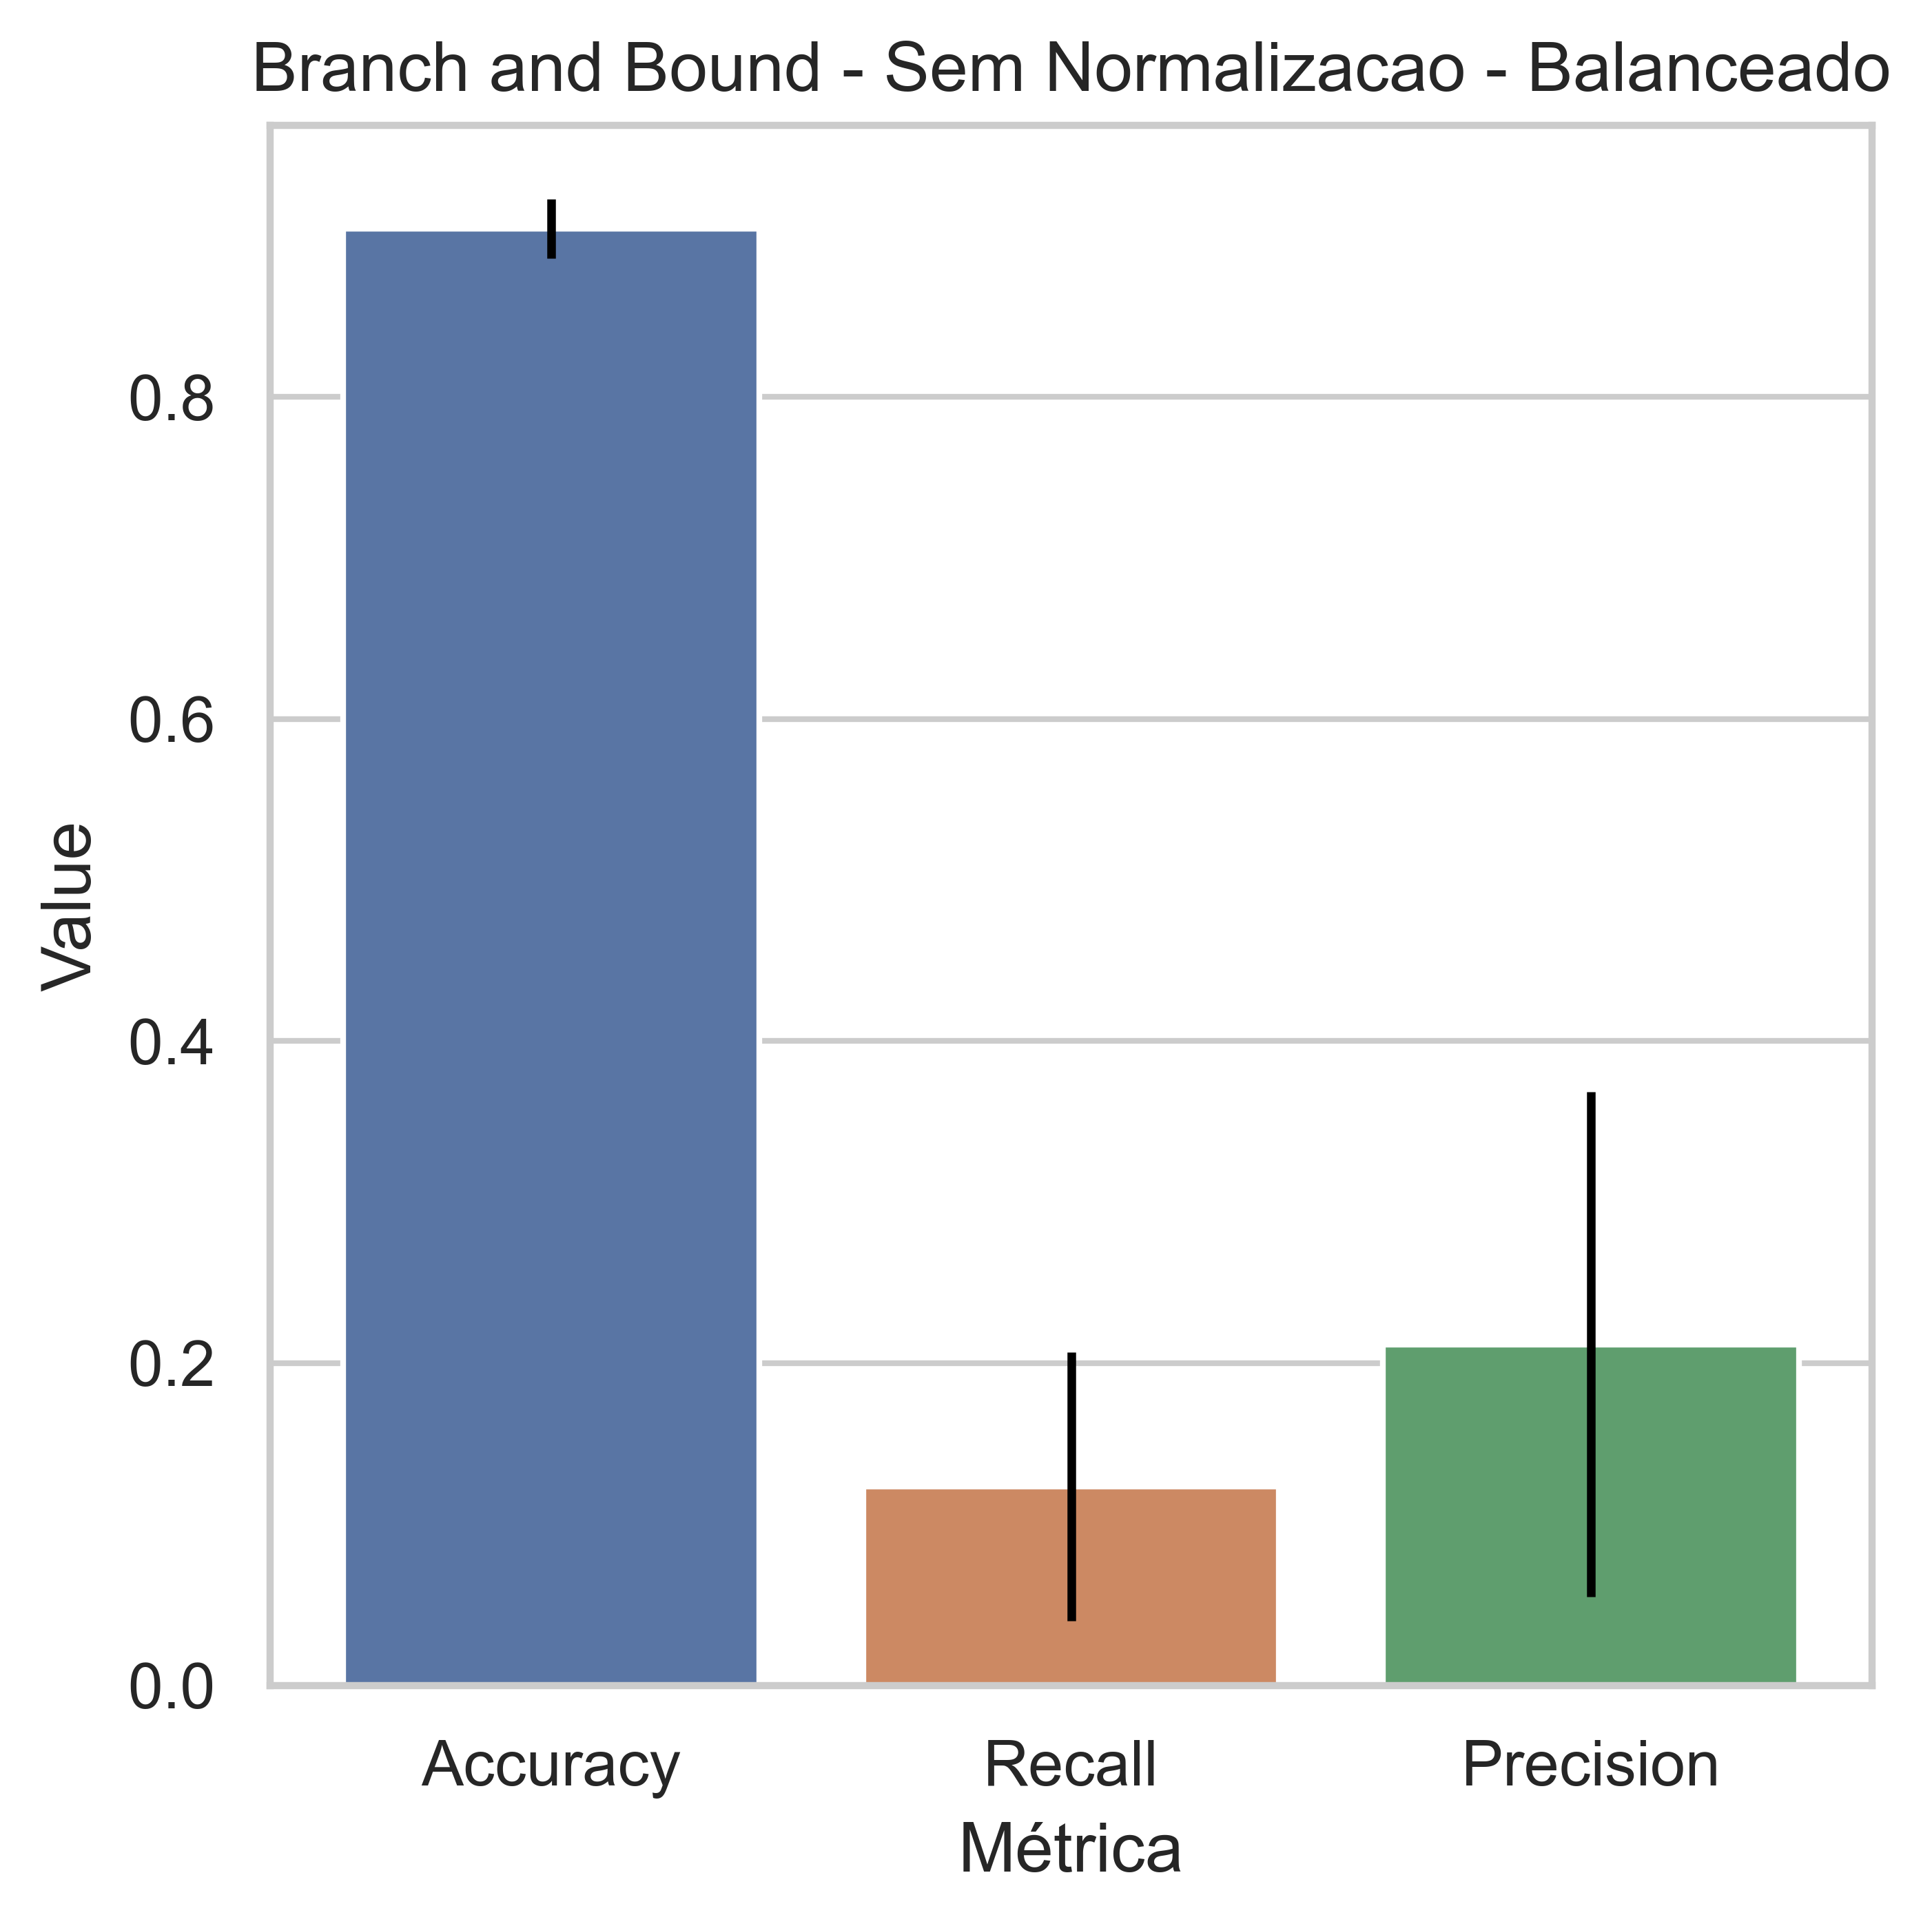 Branch and Bound - Sem Normalizacao - Balanceado
Value
0.8
0.6
0.4
0.2
0.0
Accuracy Recall Precision
Métrica